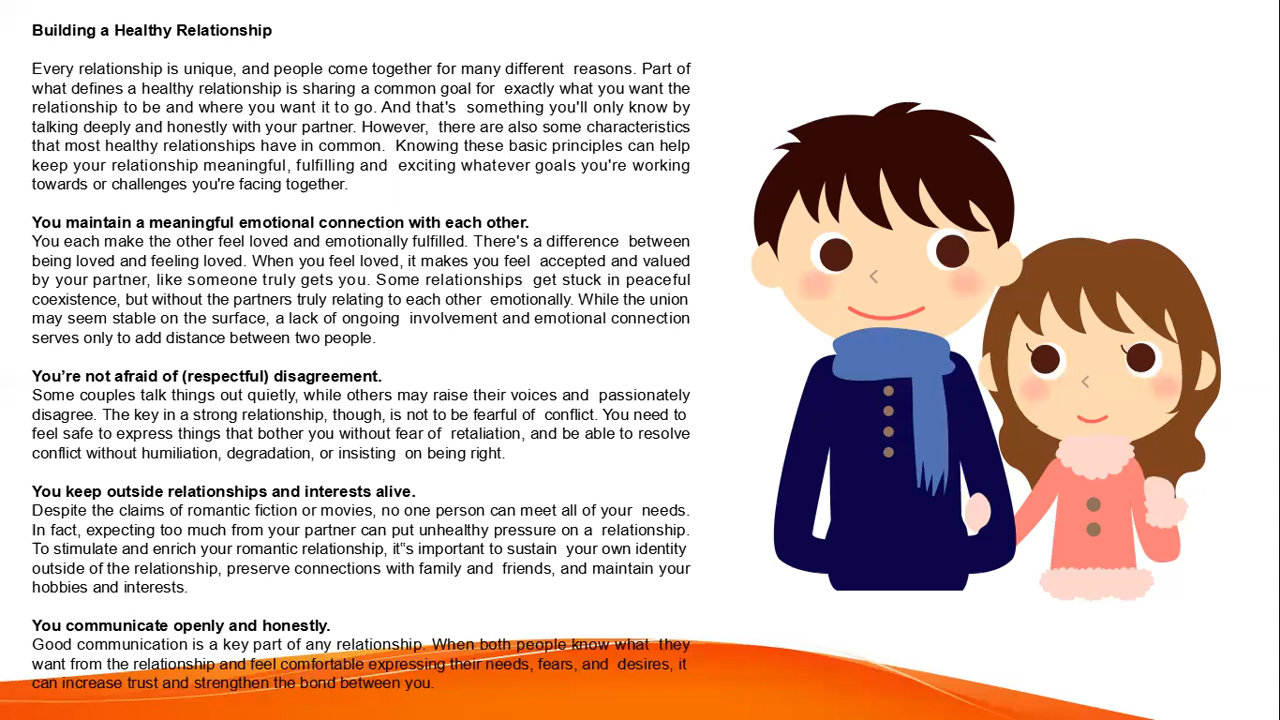 Building a Healthy Relationship
Every relationship is unique, and people come together for many different reasons. Part of
what defines a healthy relationship is sharing a common goal for exactly what you want the
relationship to be and where you want it to go. And that's something you'll only know by
talking deeply and honestly with your partner. However, there are also some characteristics
that most healthy relationships have in common. Knowing these basic principles can help
keep your relationship meaningful, fulfilling and exciting whatever goals you're working
towards or challenges you're facing together.
You maintain a meaningful emotional connection with each other.
You each make the other feel loved and emotionally fulfilled. There's a difference between
being loved and feeling loved. When you feel loved, it makes you feel accepted and valued
by your partner, like someone truly gets you. Some relationships get stuck in peaceful
coexistence, but without the partners truly relating to each other emotionally. While the union
may seem stable on the surface, a lack of ongoing involvement and emotional connection
serves only to add distance between two people.
You’re not afraid of (respectful) disagreement.
Some couples talk things out quietly, while others may raise their voices and passionately
disagree. The key in a strong relationship, though, is not to be fearful of conflict. You need to
feel safe to express things that bother you without fear of retaliation, and be able to resolve
conflict without humiliation, degradation, or insisting on being right.
You keep outside relationships and interests alive.
Despite the claims of romantic fiction or movies, no one person can meet all of your needs.
In fact, expecting too much from your partner can put unhealthy pressure on a relationship.
To stimulate and enrich your romantic relationship, it‟s important to sustain your own identity
outside of the relationship, preserve connections with family and friends, and maintain your
hobbies and interests.
You communicate openly and honestly.
Good communication is a key part of any relationship. When both people know what they
want from the relationship and feel comfortable expressing their needs, fears, and desires, it
can increase trust and strengthen the bond between you.